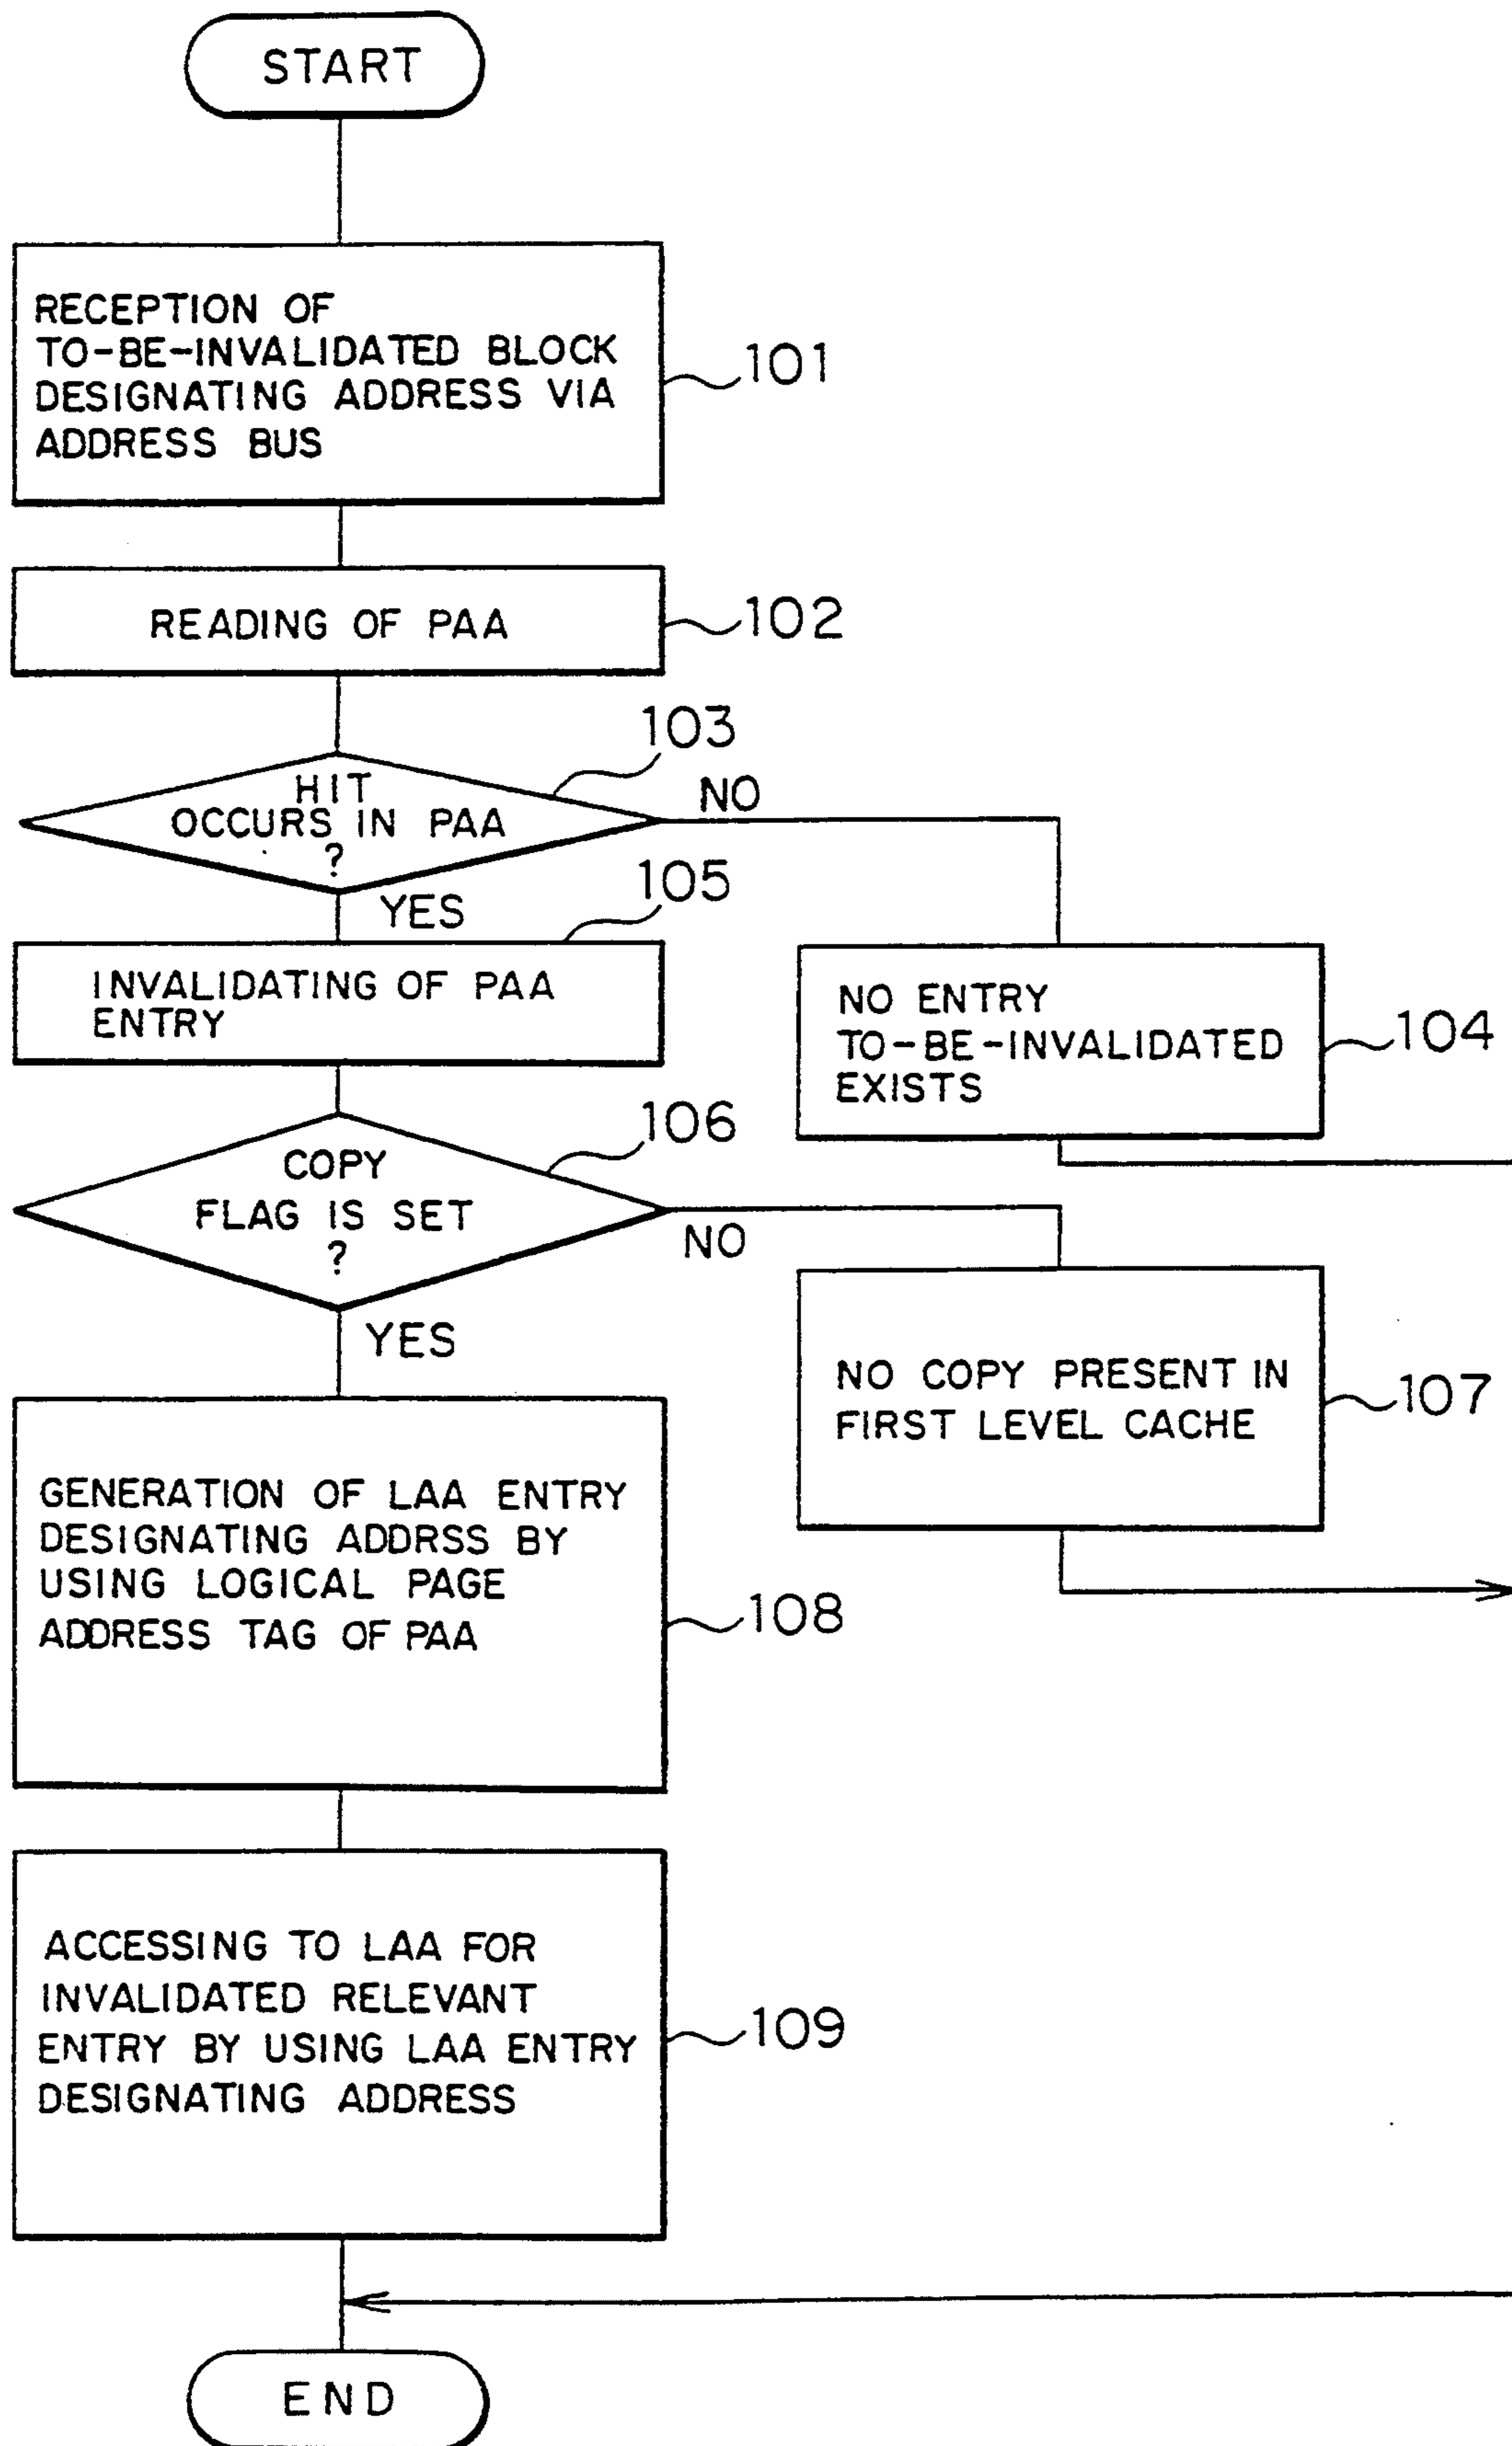 START
RECEPTION OF
TO-BE-INVALIDATED BLOCK
DESIGNATING ADDRESS VIA
ADDRESS BUS
101
READING OF PAA
102
HIT
OCCURS IN PAA
?
103
NO
YES
105
INVALIDATING OF PAA
ENTRY
NO ENTRY
TO-BE-INVALIDATED
EXISTS
104
COPY
FLAG IS SET
?
106
NO
YES
NO COPY PRESENT IN
FIRST LEVEL CACHE
107
GENERATION OF LAA ENTRY
DESIGNATING ADDRSS BY
USING LOGICAL PAGE
ADDRESS TAG OF PAA
108
ACCESSING TO LAA FOR
INVALIDATED RELEVANT
ENTRY BY USING LAA ENTRY
DESIGNATING ADDRESS
109
END